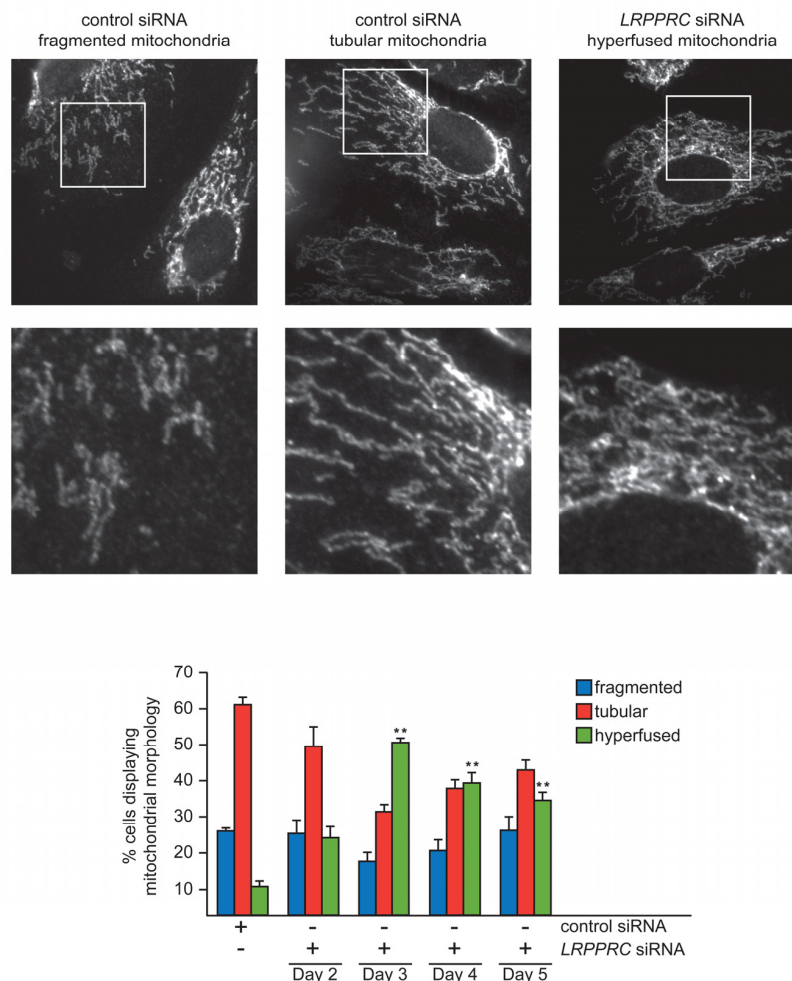 control siRNA
fragmented mitochondria
control siRNA
tubular mitochondria
LRPPRC siRNA
hyperfused mitochondria
% cells displaying
mitochondrial morphology
70
60
50
40
30
20
10
fragmented
tubular
hyperfused
**
**
**
+ - - - - control siRNA
- + + + + LRPPRC siRNA
Day 2 Day 3 Day 4 Day 5